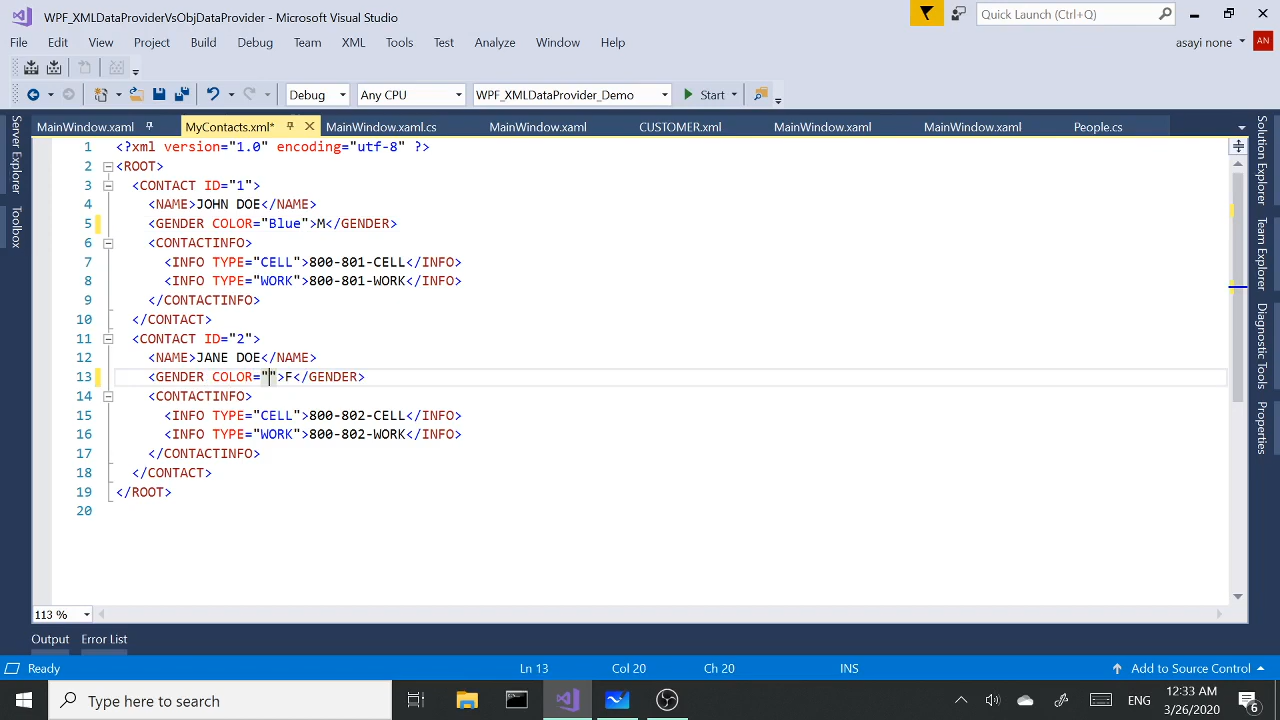 WPF_XMLDataProviderVsObjDataProvider - Microsoft Visual Studio
Quick Launch (Ctrl+Q)
File Edit View Project Build Debug Team XML Tools Test Analyze Window Help
asayi none AN
Debug Any CPU WPF_XMLDataProvider_Demo Start
MainWindow.xaml MyContacts.xml* MainWindow.xaml.cs MainWindow.xaml CUSTOMER.xml MainWindow.xaml MainWindow.xaml People.cs
Server Explorer
Toolbox
1 <?xml version="1.0" encoding="utf-8" ?>
2 <ROOT>
3 <CONTACT ID="1">
4 <NAME>JOHN DOE</NAME>
5 <GENDER COLOR="Blue">M</GENDER>
6 <CONTACTINFO>
7 <INFO TYPE="CELL">800-801-CELL</INFO>
8 <INFO TYPE="WORK">800-801-WORK</INFO>
9 </CONTACTINFO>
10 </CONTACT>
11 <CONTACT ID="2">
12 <NAME>JANE DOE</NAME>
13 <GENDER COLOR="">F</GENDER>
14 <CONTACTINFO>
15 <INFO TYPE="CELL">800-802-CELL</INFO>
16 <INFO TYPE="WORK">800-802-WORK</INFO>
17 </CONTACTINFO>
18 </CONTACT>
19 </ROOT>
20
Solution Explorer
Team Explorer
Diagnostic Tools
Properties
113 %
Output Error List
Ready Ln 13 Col 20 Ch 20 INS Add to Source Control
Type here to search
ENG
12:33 AM
3/26/2020
6